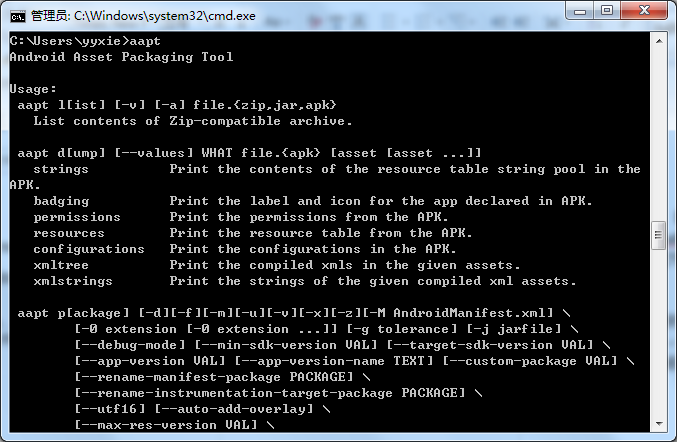 管理员: C:\Windows\system32\cmd.exe
C:\Users\yyxie>aapt
Android Asset Packaging Tool
Usage:
 aapt l[ist] [-v] [-a] file.{zip,jar,apk}
   List contents of Zip-compatible archive.
 aapt d[ump] [--values] WHAT file.{apk} [asset [asset ...]]
   strings          Print the contents of the resource table string pool in the
APK.
   badging          Print the label and icon for the app declared in APK.
   permissions      Print the permissions from the APK.
   resources        Print the resource table from the APK.
   configurations   Print the configurations in the APK.
   xmltree          Print the compiled xmls in the given assets.
   xmlstrings       Print the strings of the given compiled xml assets.
 aapt p[ackage] [-d][-f][-m][-u][-v][-x][-z][-M AndroidManifest.xml] \
        [-0 extension [-0 extension ...]] [-g tolerance] [-j jarfile] \
        [--debug-mode] [--min-sdk-version VAL] [--target-sdk-version VAL] \
        [--app-version VAL] [--app-version-name TEXT] [--custom-package VAL] \
        [--rename-manifest-package PACKAGE] \
        [--rename-instrumentation-target-package PACKAGE] \
        [--utf16] [--auto-add-overlay] \
        [--max-res-version VAL] \